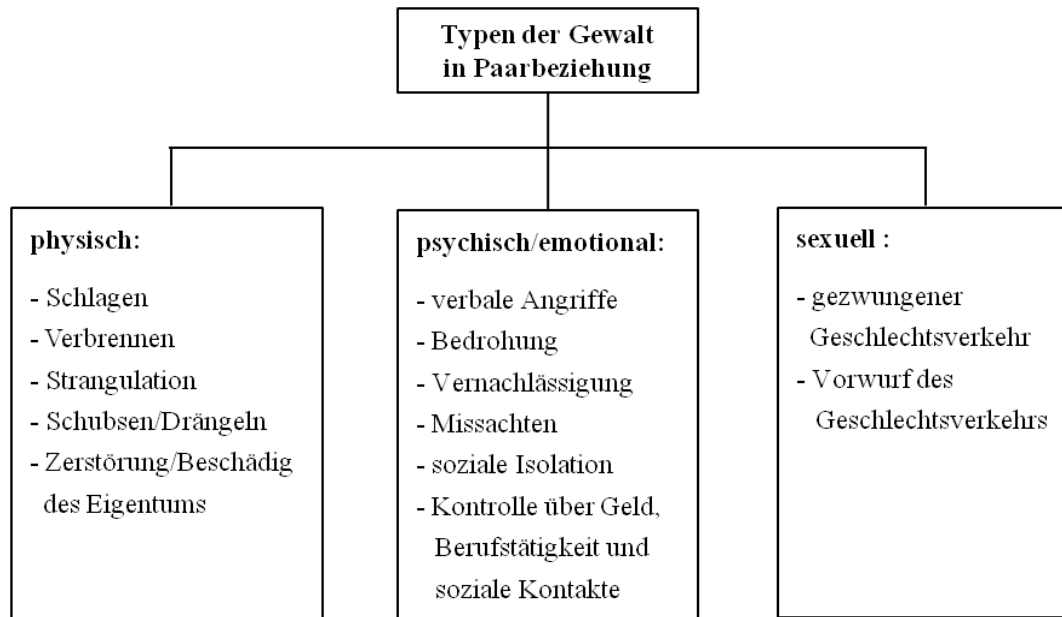 Typen der Gewalt
in Paarbeziehung
physisch:
- Schlagen
- Verbrennen
- Strangulation
- Schubsen/Drängeln
- Zerstörung/Beschädig
des Eigentums
psychisch/emotional:
- verbale Angriffe
- Bedrohung
- Vernachlässigung
- Missachten
- soziale Isolation
- Kontrolle über Geld,
Berufstätigkeit und
soziale Kontakte
sexuell :
- gezwungener
Geschlechtsverkehr
- Vorwurf des
Geschlechtsverkehrs